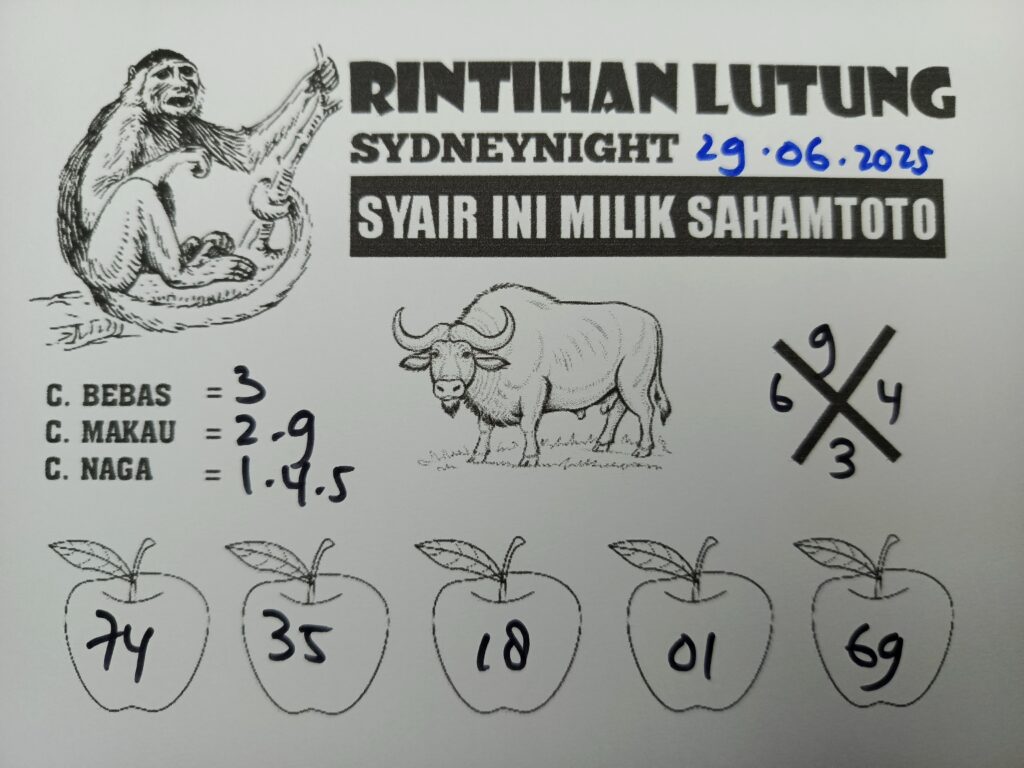 RINTIHAN LUTUNG
SYDNEYNIGHT 29.06.2025
SYAIR INI MILIK SAHAMTOTO
C. BEBAS = 3
C. MAKAU = 2.9
C. NAGA = 1.4.5
9
6 4
3
74 35 18 01 69